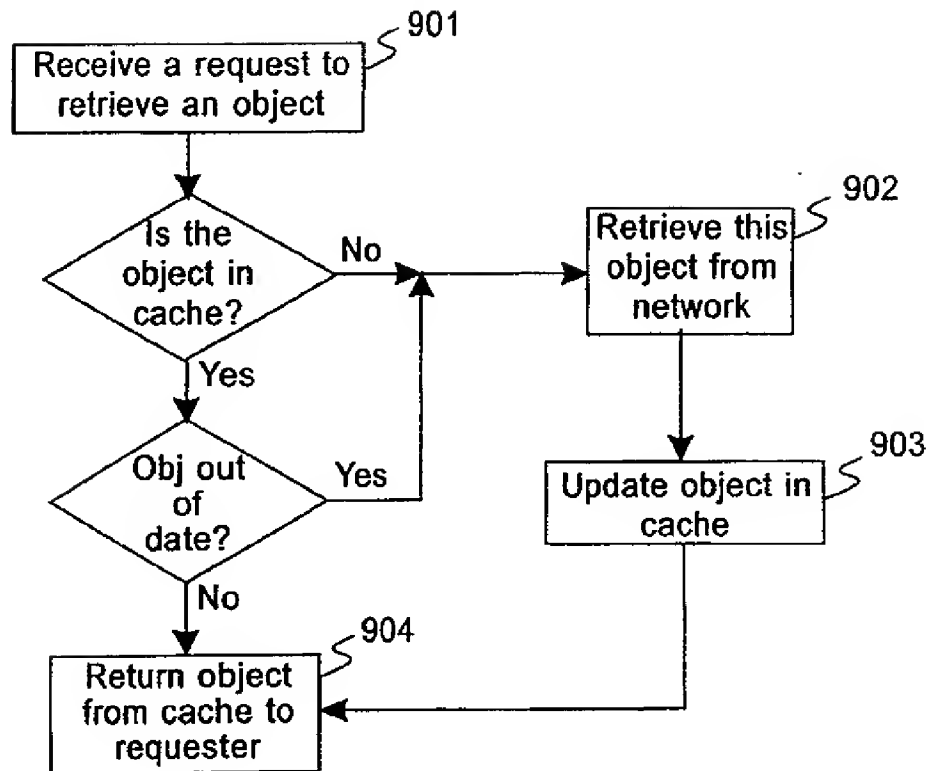 901
Receive a request to
retrieve an object
Is the
object in
cache?
No
Yes
902
Retrieve this
object from
network
Obj out
of
date?
Yes
No
903
Update object in
cache
904
Return object
from cache to
requester